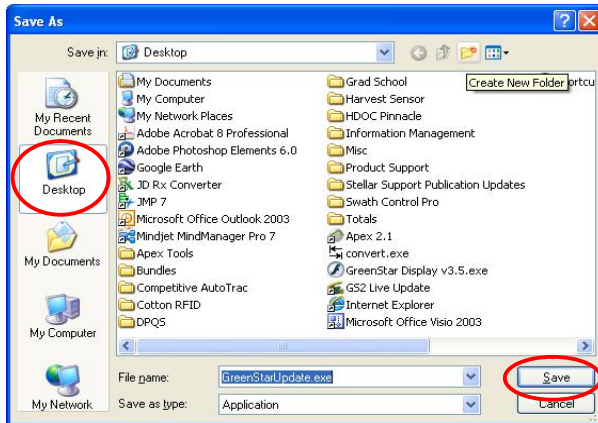 Save As
Save in:
Desktop
My Recent
Documents
Desktop
My Documents
My Computer
My Network
My Documents
My Computer
My Network Places
Adobe Acrobat 8 Professional
Adobe Photoshop Elements 6.0
Google Earth
JD Rx Converter
JMP 7
Microsoft Office Outlook 2003
Mindjet MindManager Pro 7
Apex Tools
Bundles
Competitive AutoTrac
Cotton RFID
DPQS
Grad School
Harvest Sensor
HDOC Pinnacle
Information Management
Misc
Product Support
Stellar Support Publication Updates
Swath Control Pro
Totals
Apex 2.1
convert.exe
GreenStar Display v3.5.exe
GS2 Live Update
Internet Explorer
Microsoft Office Visio 2003
Create New Folder
ortcu
File name:
GreenStarUpdate.exe
Save
Save as type:
Application
Cancel